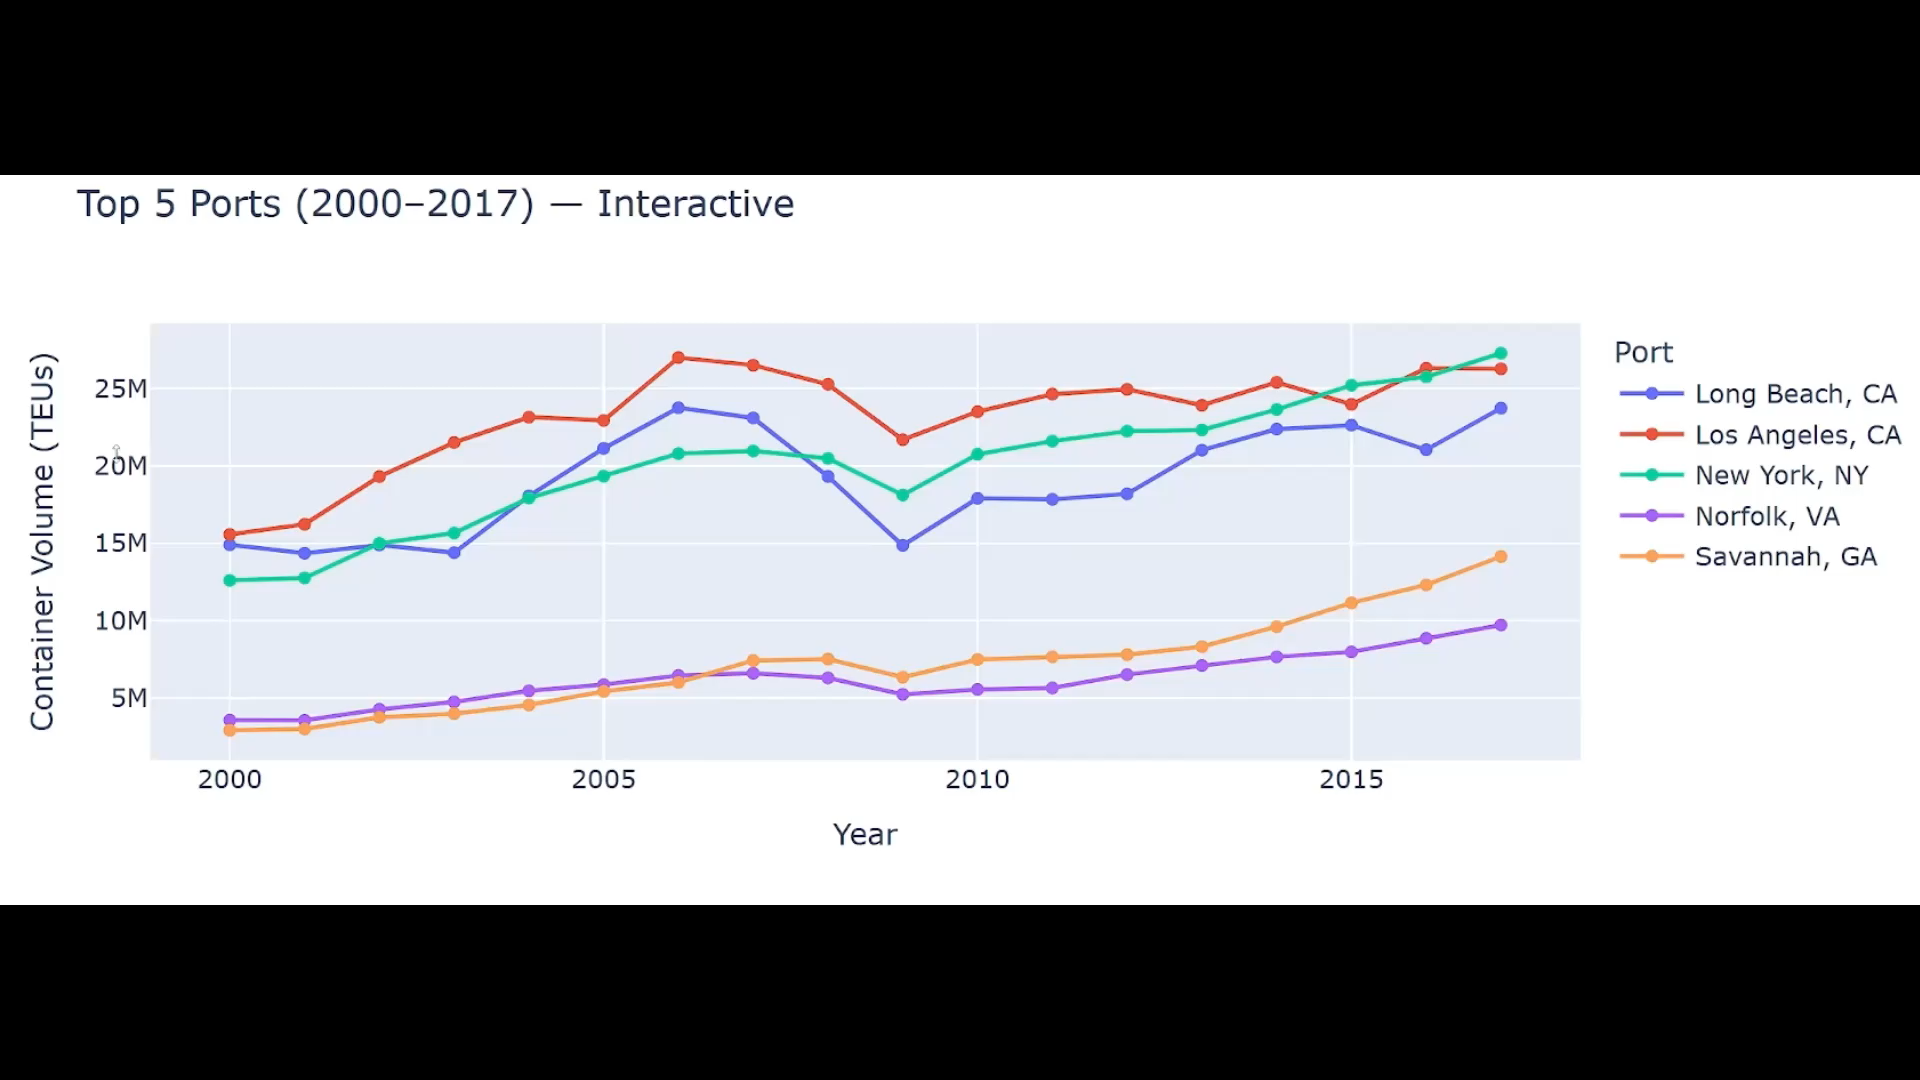 Top 5 Ports (2000–2017) — Interactive
Container Volume (TEUs)
25M
20M
15M
10M
5M
2000
2005
2010
2015
Year
Port
Long Beach, CA
Los Angeles, CA
New York, NY
Norfolk, VA
Savannah, GA